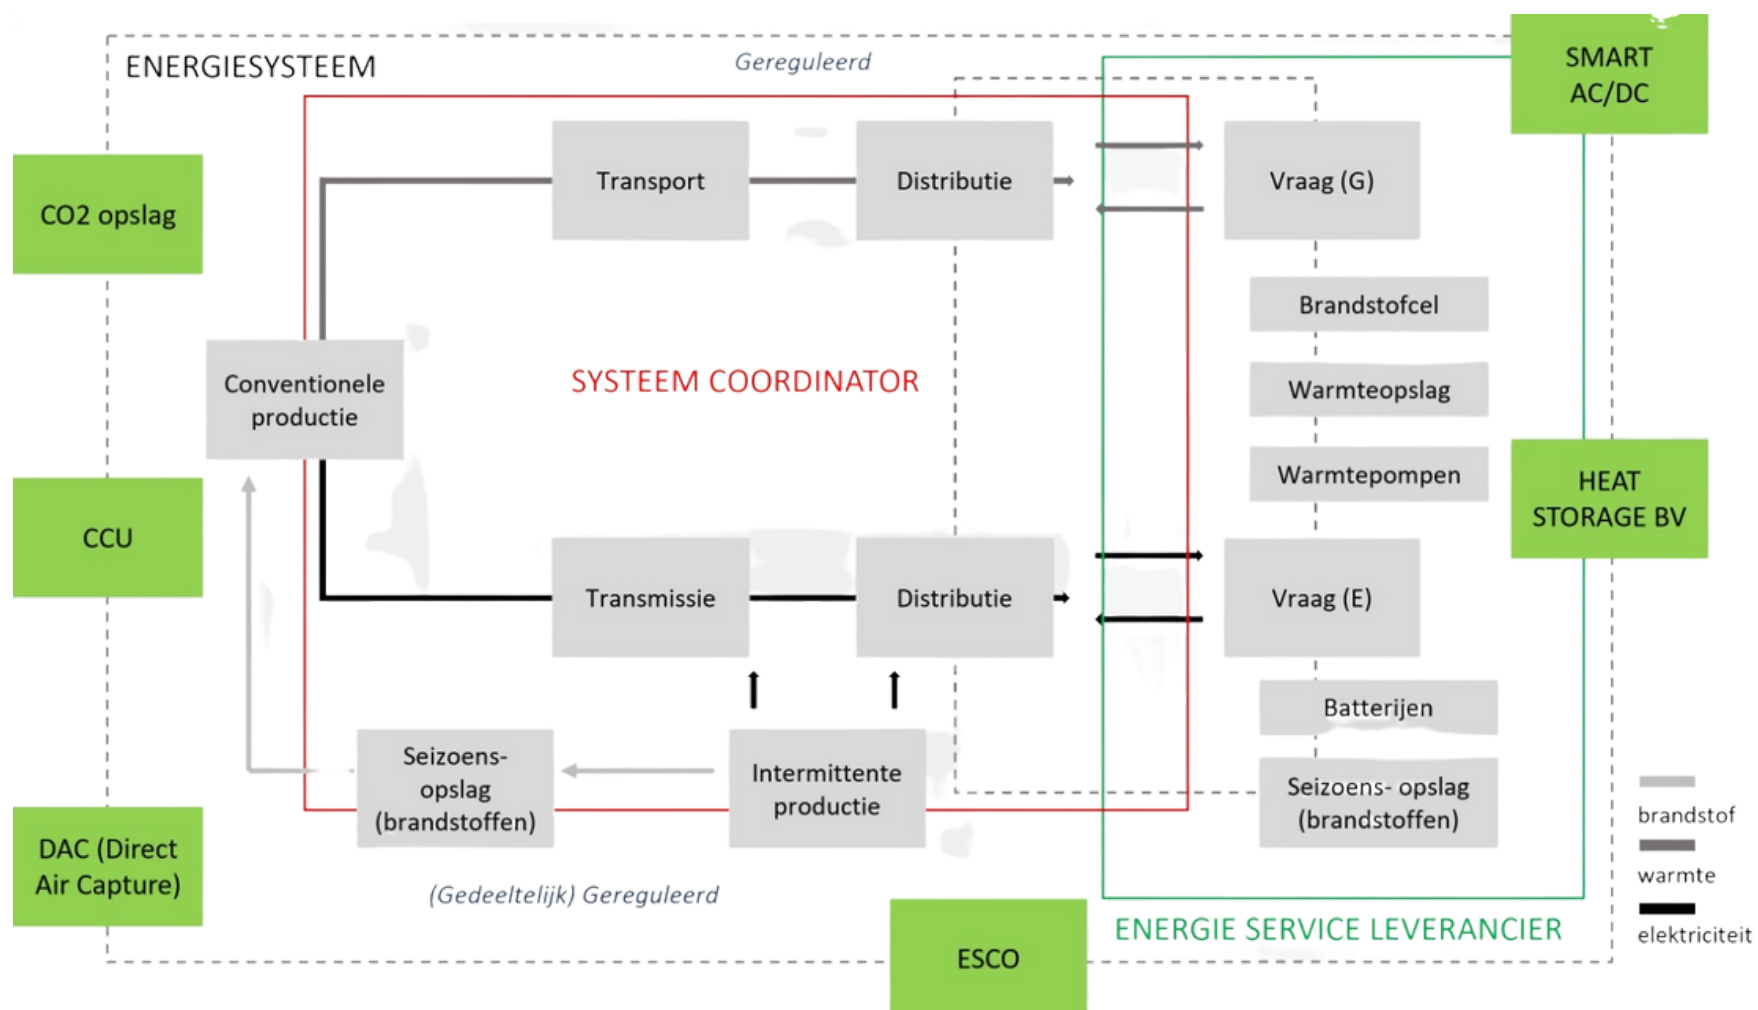 ENERGIESYSTEEM
Gereguleerd
SMART
AC/DC
Transport
Distributie
Vraag (G)
CO2 opslag
Brandstofcel
Conventionele
productie
SYSTEEM COORDINATOR
Warmteopslag
Warmtepompen
HEAT
STORAGE BV
CCU
Transmissie
Distributie
Vraag (E)
Batterijen
Seizoens-
opslag
(brandstoffen)
Intermittente
productie
Seizoens- opslag
(brandstoffen)
brandstof
warmte
elektriciteit
DAC (Direct
Air Capture)
(Gedeeltelijk) Gereguleerd
ENERGIE SERVICE LEVERANCIER
ESCO